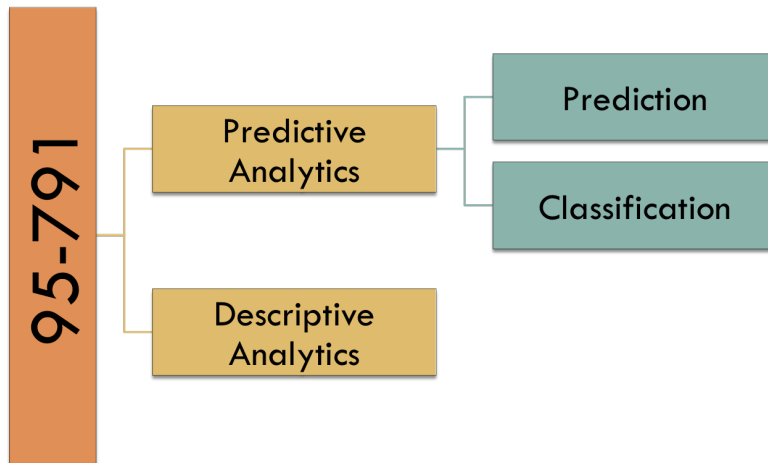 95-791
Predictive
Analytics
Prediction
Classification
Descriptive
Analytics